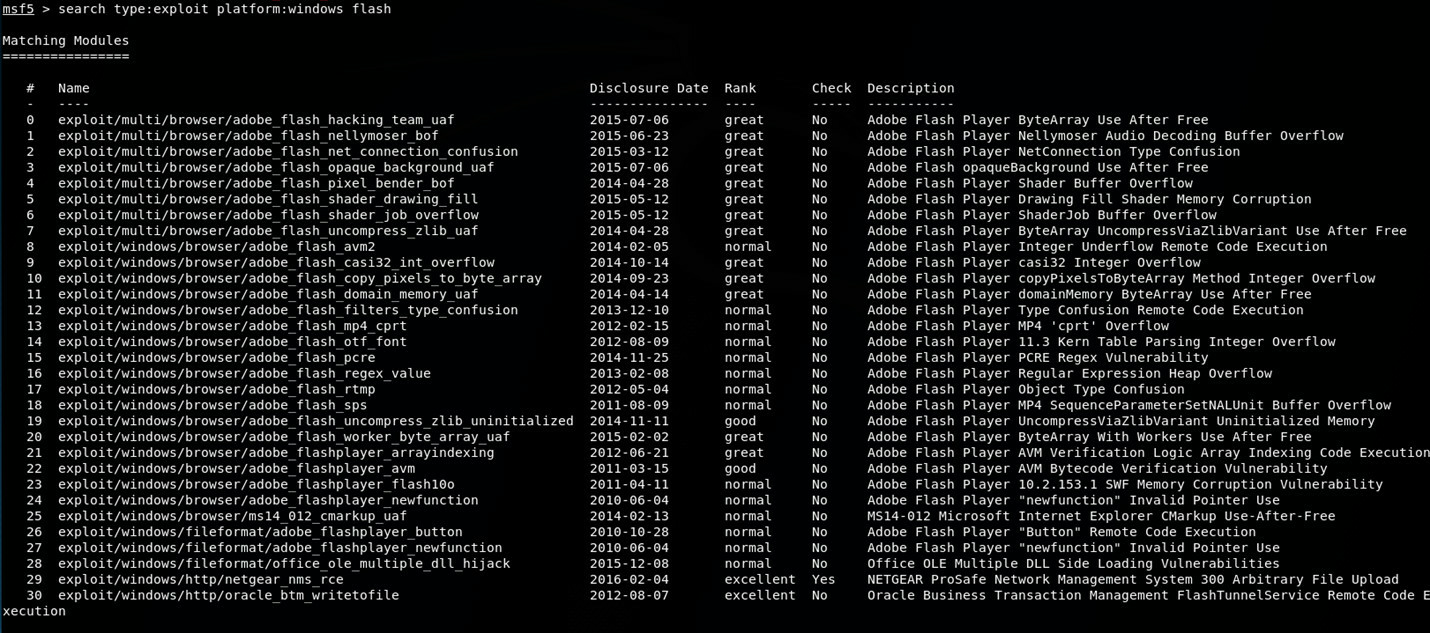 msf5 > search type:exploit platform:windows flash
Matching Modules
================
# Name Disclosure Date Rank Check Description
- ---- --------------- ---- ----- -----------
0 exploit/multi/browser/adobe_flash_hacking_team_uaf 2015-07-06 great No Adobe Flash Player ByteArray Use After Free
1 exploit/multi/browser/adobe_flash_nellymoser_bof 2015-06-23 great No Adobe Flash Player Nellymoser Audio Decoding Buffer Overflow
2 exploit/multi/browser/adobe_flash_net_connection_confusion 2015-03-12 great No Adobe Flash Player NetConnection Type Confusion
3 exploit/multi/browser/adobe_flash_opaque_background_uaf 2015-07-06 great No Adobe Flash opaqueBackground Use After Free
4 exploit/multi/browser/adobe_flash_pixel_bender_bof 2014-04-28 great No Adobe Flash Player Shader Buffer Overflow
5 exploit/multi/browser/adobe_flash_shader_drawing_fill 2015-05-12 great No Adobe Flash Player Drawing Fill Shader Memory Corruption
6 exploit/multi/browser/adobe_flash_shader_job_overflow 2015-05-12 great No Adobe Flash Player ShaderJob Buffer Overflow
7 exploit/multi/browser/adobe_flash_uncompress_zlib_uaf 2014-04-28 great No Adobe Flash Player ByteArray UncompressViaZlibVariant Use After Free
8 exploit/windows/browser/adobe_flash_avm2 2014-02-05 normal No Adobe Flash Player Integer Underflow Remote Code Execution
9 exploit/windows/browser/adobe_flash_casi32_int_overflow 2014-10-14 great No Adobe Flash Player casi32 Integer Overflow
10 exploit/windows/browser/adobe_flash_copy_pixels_to_byte_array 2014-09-23 great No Adobe Flash Player copyPixelsToByteArray Method Integer Overflow
11 exploit/windows/browser/adobe_flash_domain_memory_uaf 2014-04-14 great No Adobe Flash Player domainMemory ByteArray Use After Free
12 exploit/windows/browser/adobe_flash_filters_type_confusion 2013-12-10 normal No Adobe Flash Player Type Confusion Remote Code Execution
13 exploit/windows/browser/adobe_flash_mp4_cprt 2012-02-15 normal No Adobe Flash Player MP4 'cprt' Overflow
14 exploit/windows/browser/adobe_flash_otf_font 2012-08-09 normal No Adobe Flash Player 11.3 Kern Table Parsing Integer Overflow
15 exploit/windows/browser/adobe_flash_pcre 2014-11-25 normal No Adobe Flash Player PCRE Regex Vulnerability
16 exploit/windows/browser/adobe_flash_regex_value 2013-02-08 normal No Adobe Flash Player Regular Expression Heap Overflow
17 exploit/windows/browser/adobe_flash_rtmp 2012-05-04 normal No Adobe Flash Player Object Type Confusion
18 exploit/windows/browser/adobe_flash_sps 2011-08-09 normal No Adobe Flash Player MP4 SequenceParameterSetNALUnit Buffer Overflow
19 exploit/windows/browser/adobe_flash_uncompress_zlib_uninitialized 2014-11-11 good No Adobe Flash Player UncompressViaZlibVariant Uninitialized Memory
20 exploit/windows/browser/adobe_flash_worker_byte_array_uaf 2015-02-02 great No Adobe Flash Player ByteArray With Workers Use After Free
21 exploit/windows/browser/adobe_flashplayer_arrayindexing 2012-06-21 great No Adobe Flash Player AVM Verification Logic Array Indexing Code Execution
22 exploit/windows/browser/adobe_flashplayer_avm 2011-03-15 good No Adobe Flash Player AVM Bytecode Verification Vulnerability
23 exploit/windows/browser/adobe_flashplayer_flash10o 2011-04-11 normal No Adobe Flash Player 10.2.153.1 SWF Memory Corruption Vulnerability
24 exploit/windows/browser/adobe_flashplayer_newfunction 2010-06-04 normal No Adobe Flash Player "newfunction" Invalid Pointer Use
25 exploit/windows/browser/ms14_012_cmarkup_uaf 2014-02-13 normal No MS14-012 Microsoft Internet Explorer CMarkup Use-After-Free
26 exploit/windows/fileformat/adobe_flashplayer_button 2010-10-28 normal No Adobe Flash Player "Button" Remote Code Execution
27 exploit/windows/fileformat/adobe_flashplayer_newfunction 2010-06-04 normal No Adobe Flash Player "newfunction" Invalid Pointer Use
28 exploit/windows/fileformat/office_ole_multiple_dll_hijack 2015-12-08 normal No Office OLE Multiple DLL Side Loading Vulnerabilities
29 exploit/windows/http/netgear_nms_rce 2016-02-04 excellent Yes NETGEAR ProSafe Network Management System 300 Arbitrary File Upload
30 exploit/windows/http/oracle_btm_writetofile 2012-08-07 excellent No Oracle Business Transaction Management FlashTunnelService Remote Code E
xecution